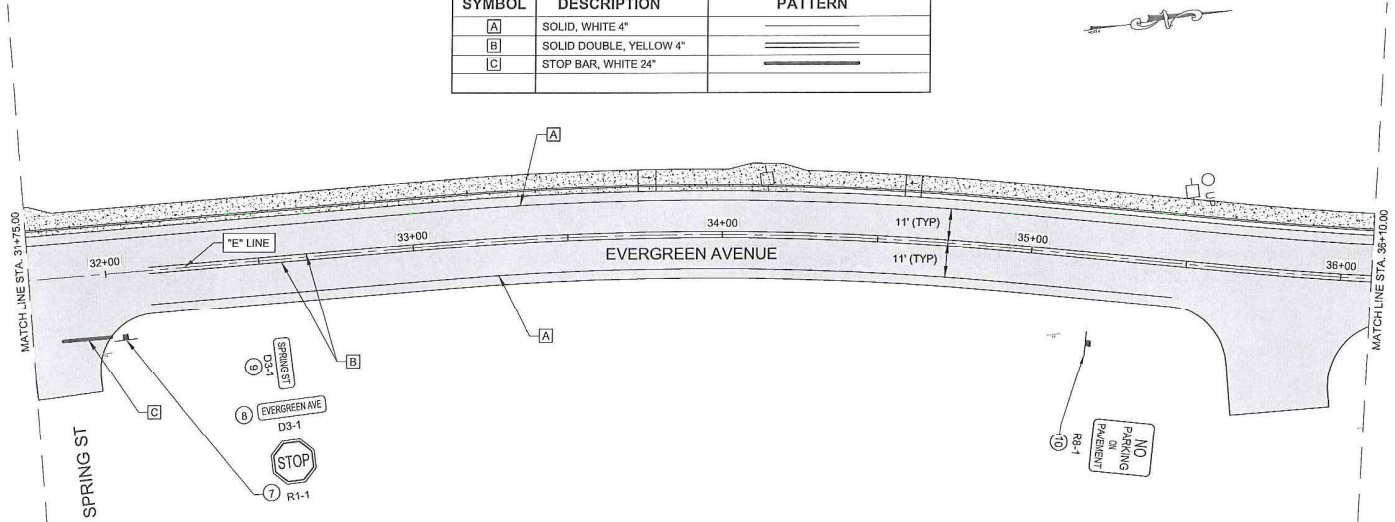 SYMBOL DESCRIPTION PATTERN
A SOLID, WHITE 4"
B SOLID DOUBLE, YELLOW 4"
C STOP BAR, WHITE 24"
N
A
MATCH LINE STA. 31+75.00
32+00
"E" LINE
33+00
34+00
EVERGREEN AVENUE
11' (TYP)
11' (TYP)
35+00
36+00
MATCH LINE STA. 36+10.00
A
B
C
SPRING ST
9
D3-1
SPRING ST
8
EVERGREEN AVE
D3-1
STOP
7
R1-1
10
R8-1
NO
PARKING
ON
PAVEMENT